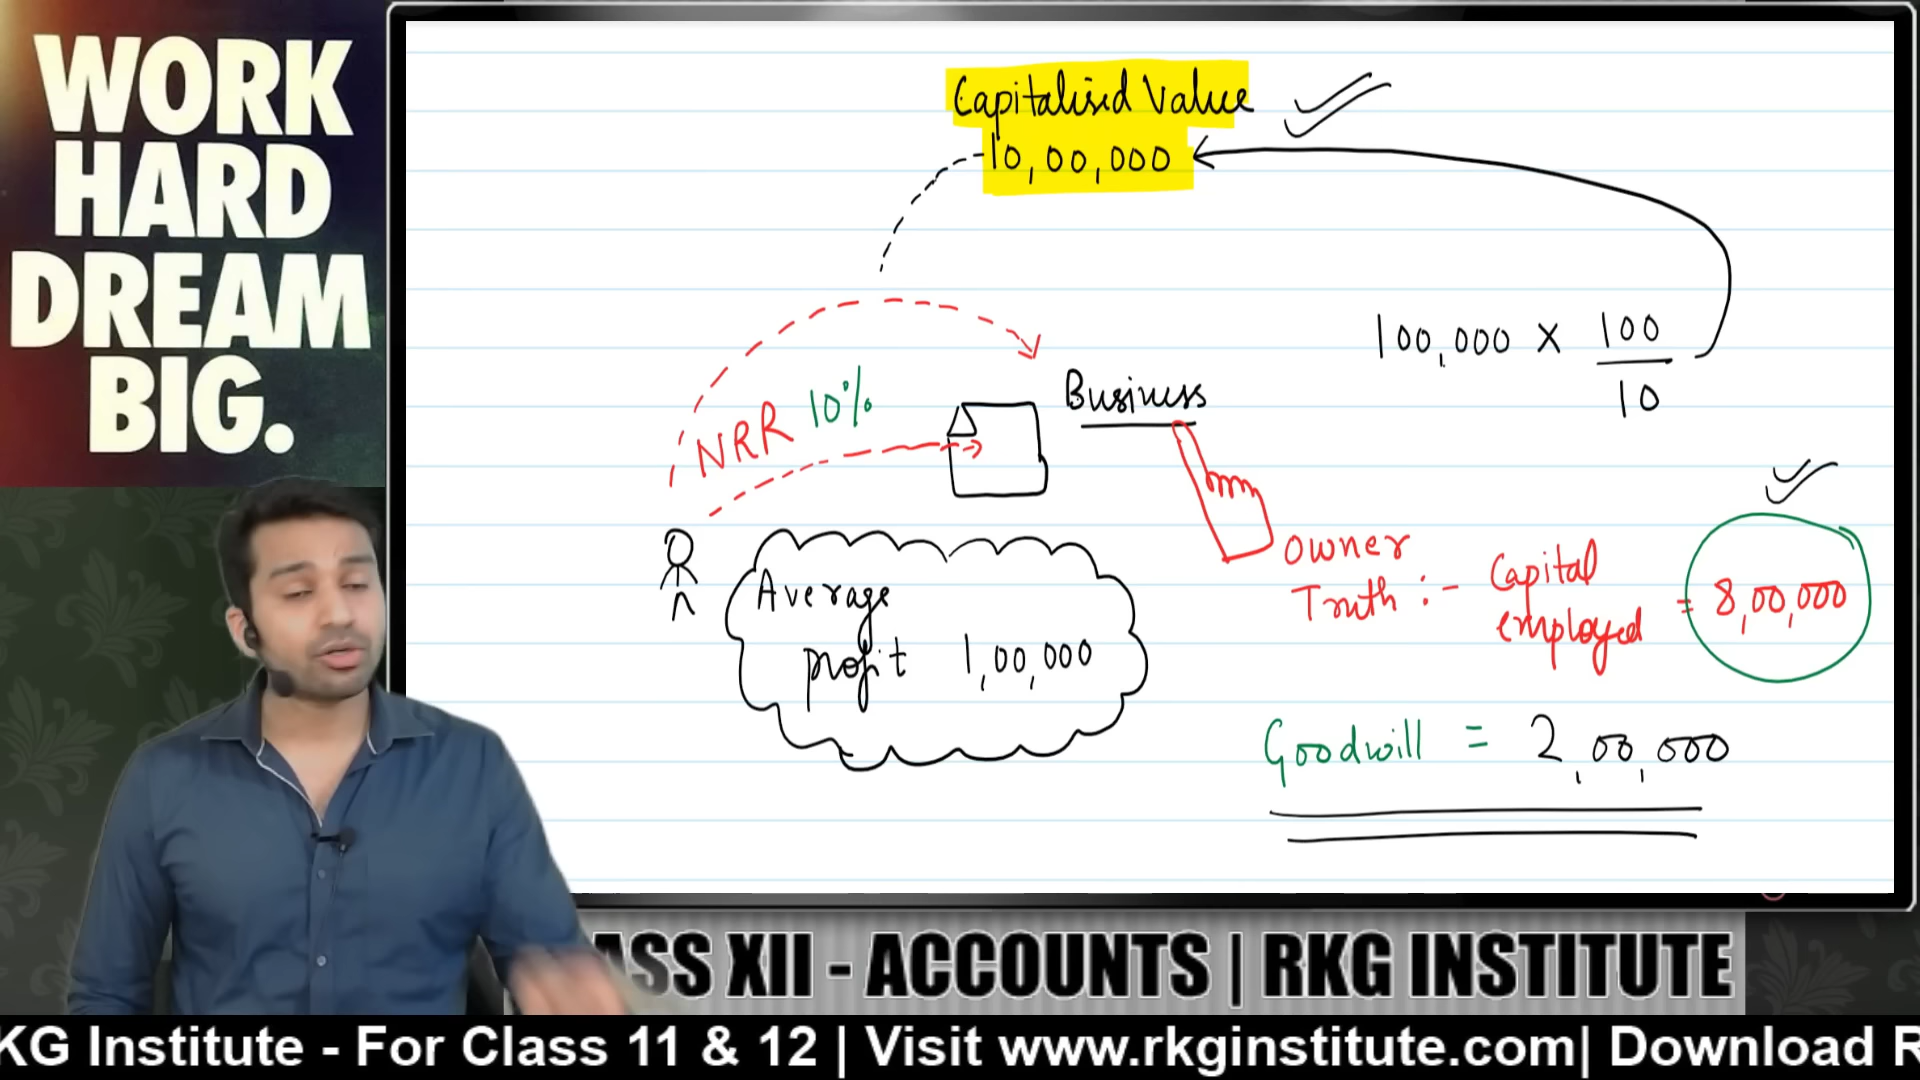 WORK
HARD
DREAM
BIG.
Capitalised Value
10,00,000
100,000 × 100
10
NRR 10%
Business
Owner
Truth :- Capital employed = 8,00,000
Average
profit 1,00,000
Goodwill = 2,00,000
ASS XII - ACCOUNTS | RKG INSTITUTE
KG Institute - For Class 11 & 12 | Visit www.rkginstitute.com| Download R